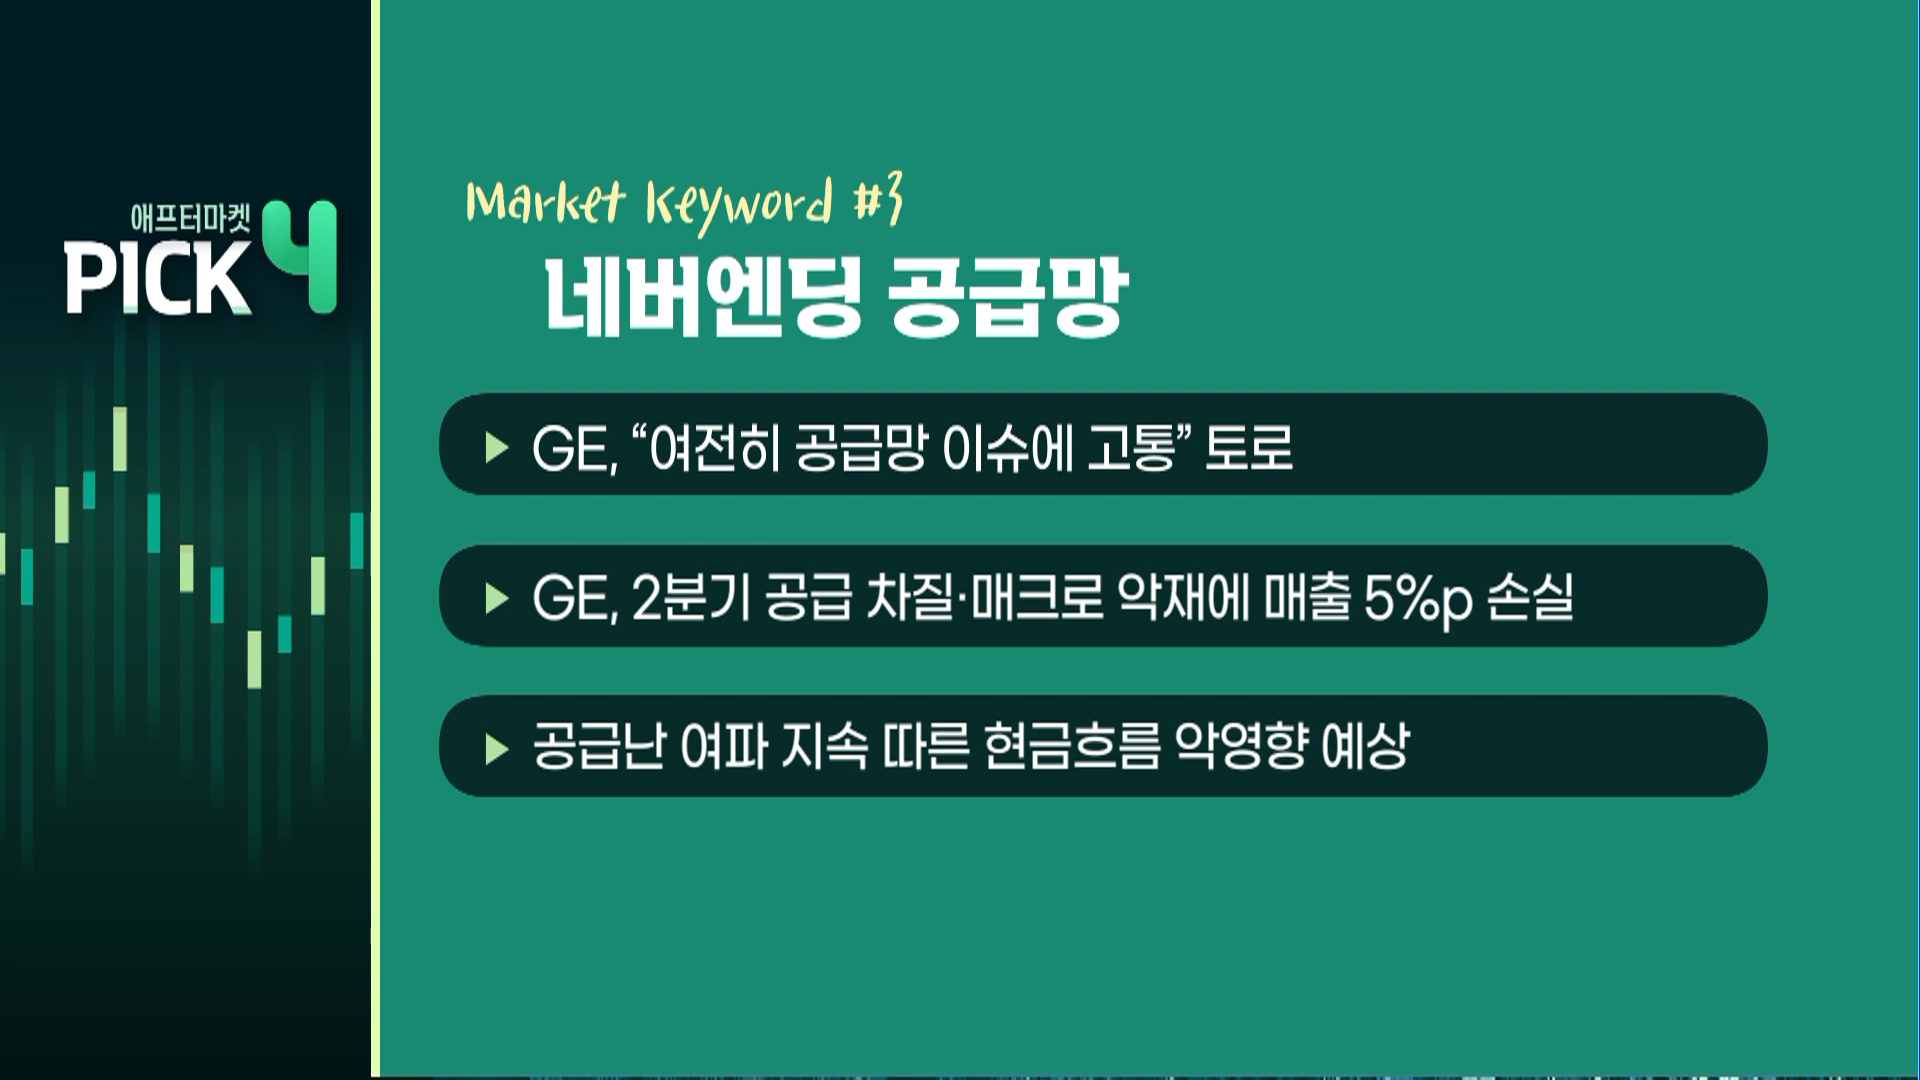 애프터마켓
PICK4
Market Keyword #3
네버엔딩 공급망
▶ GE, “여전히 공급망 이슈에 고통” 토로
▶ GE, 2분기 공급 차질·매크로 악재에 매출 5%p 손실
▶ 공급난 여파 지속 따른 현금흐름 악영향 예상